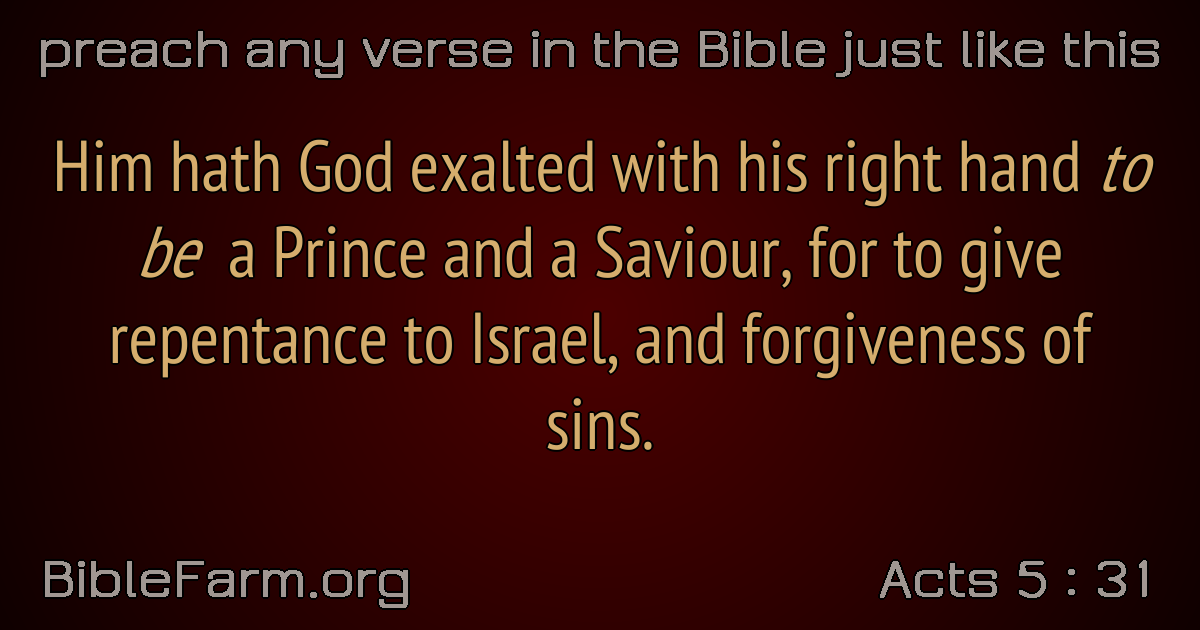 preach any verse in the Bible just like this
Him hath God exalted with his right hand to
be a Prince and a Saviour, for to give
repentance to Israel, and forgiveness of
sins.
BibleFarm.org
Acts 5 : 31